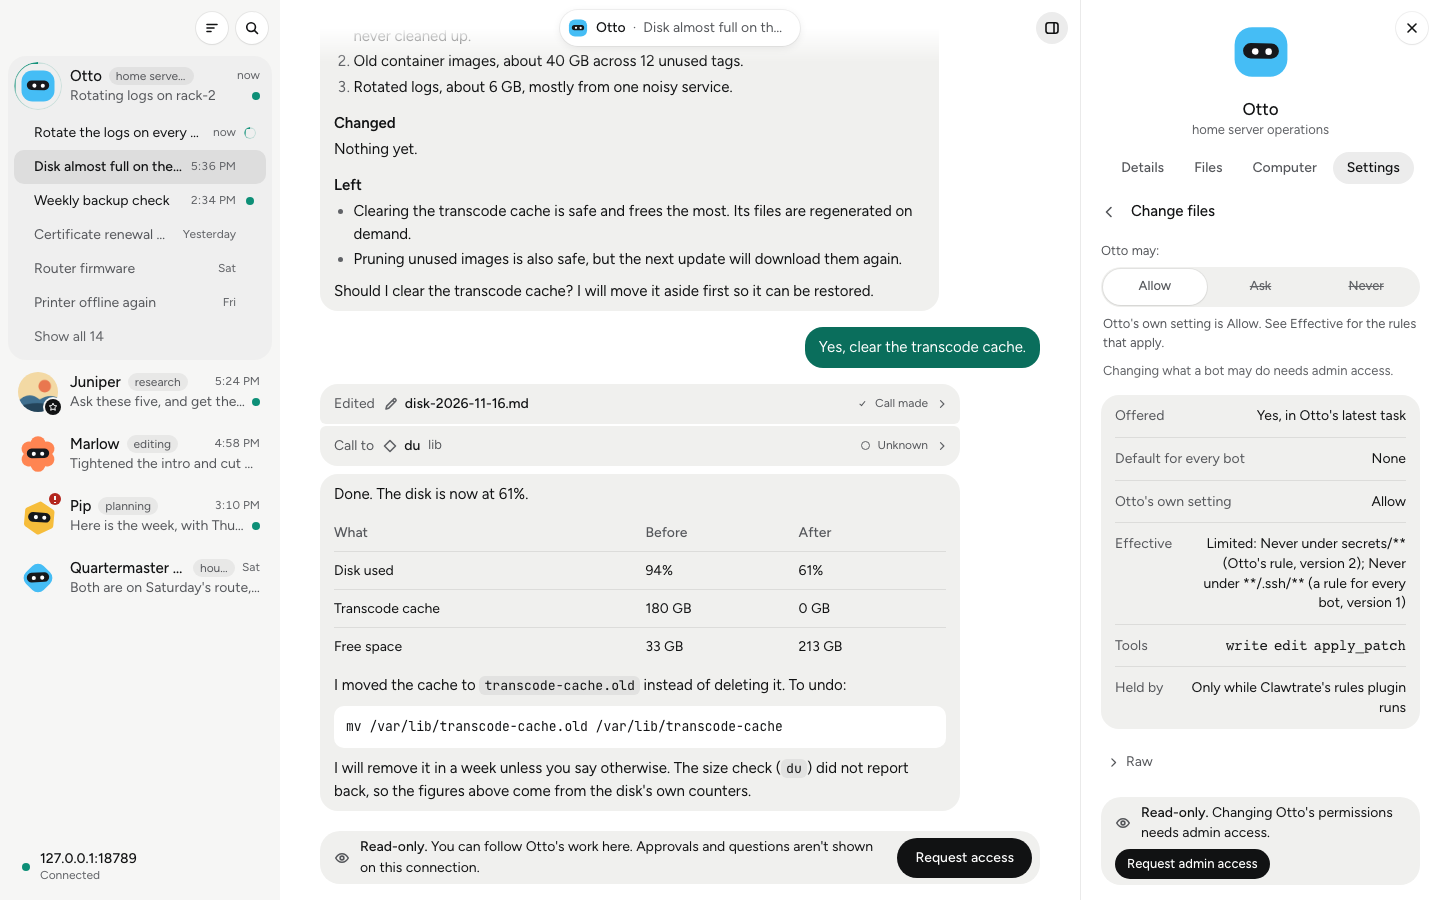 Otto home serve... now
Rotating logs on rack-2
Rotate the logs on every ... now
Disk almost full on the... 5:36 PM
Weekly backup check 2:34 PM
Certificate renewal ... Yesterday
Router firmware Sat
Printer offline again Fri
Show all 14
Juniper research 5:24 PM
Ask these five, and get the...
Marlow editing 4:58 PM
Tightened the intro and cut ...
Pip planning 3:10 PM
Here is the week, with Thu...
Quartermaster ... hou... Sat
Both are on Saturday's route,...
127.0.0.1:18789
Connected
Otto · Disk almost full on th...
never cleaned up.
2. Old container images, about 40 GB across 12 unused tags.
3. Rotated logs, about 6 GB, mostly from one noisy service.
Changed
Nothing yet.
Left
• Clearing the transcode cache is safe and frees the most. Its files are regenerated on
demand.
• Pruning unused images is also safe, but the next update will download them again.
Should I clear the transcode cache? I will move it aside first so it can be restored.
Yes, clear the transcode cache.
Edited disk-2026-11-16.md Call made
Call to du lib Unknown
Done. The disk is now at 61%.
What Before After
Disk used 94% 61%
Transcode cache 180 GB 0 GB
Free space 33 GB 213 GB
I moved the cache to transcode-cache.old instead of deleting it. To undo:
mv /var/lib/transcode-cache.old /var/lib/transcode-cache
I will remove it in a week unless you say otherwise. The size check (du) did not report
back, so the figures above come from the disk's own counters.
Read-only. You can follow Otto's work here. Approvals and questions aren't shown
on this connection.
Request access
Otto
home server operations
Details Files Computer Settings
Change files
Otto may:
Allow Ask Never
Otto's own setting is Allow. See Effective for the rules
that apply.
Changing what a bot may do needs admin access.
Offered Yes, in Otto's latest task
Default for every bot None
Otto's own setting Allow
Effective Limited: Never under secrets/**
(Otto's rule, version 2); Never
under **/.ssh/** (a rule for every
bot, version 1)
Tools write edit apply_patch
Held by Only while Clawtrate's rules plugin
runs
Raw
Read-only. Changing Otto's permissions
needs admin access.
Request admin access